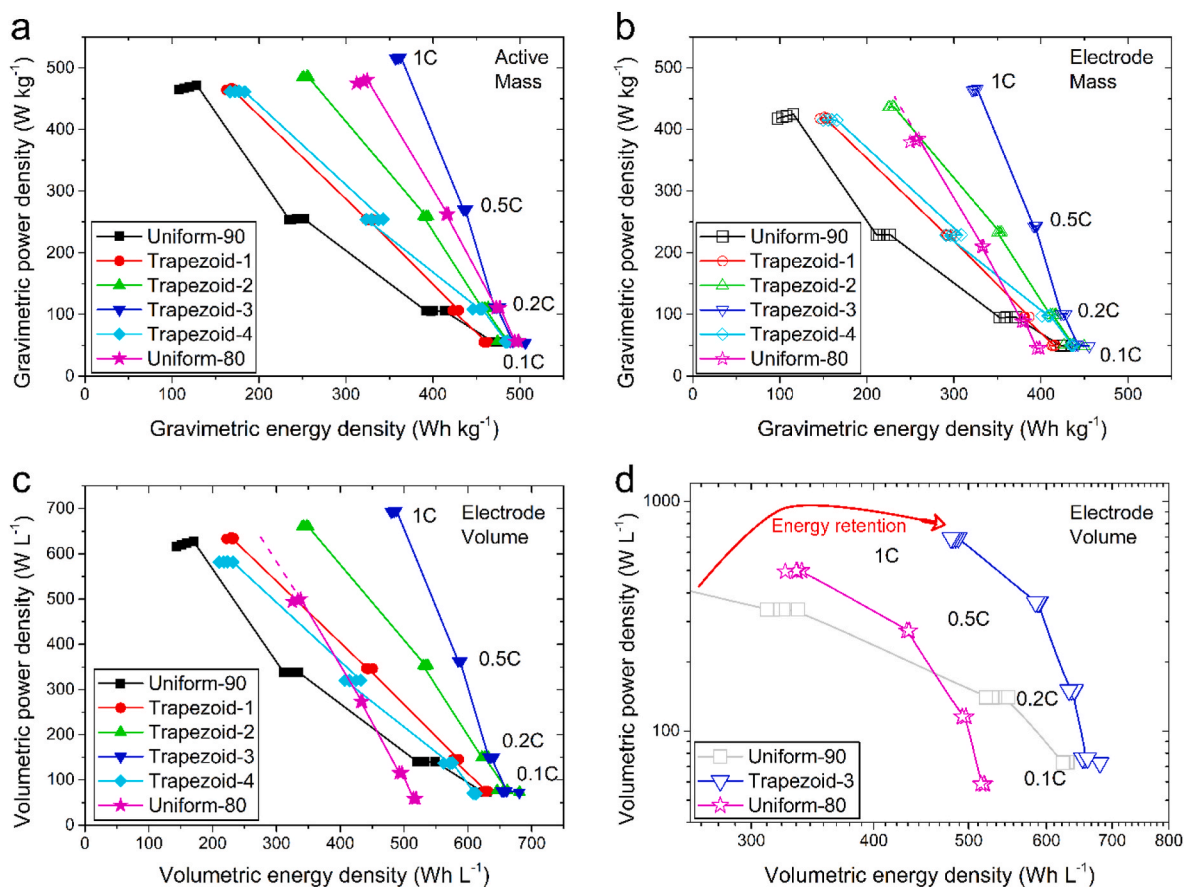 a
Active
Mass
1C
0.5C
0.2C
0.1C
Uniform-90
Trapezoid-1
Trapezoid-2
Trapezoid-3
Trapezoid-4
Uniform-80
500
400
300
200
100
0
0 100 200 300 400 500
Gravimetric power density (W kg⁻¹)
Gravimetric energy density (Wh kg⁻¹)
b
Electrode
Mass
1C
0.5C
0.2C
0.1C
Uniform-90
Trapezoid-1
Trapezoid-2
Trapezoid-3
Trapezoid-4
Uniform-80
500
400
300
200
100
0
0 100 200 300 400 500
Gravimetric power density (W kg⁻¹)
Gravimetric energy density (Wh kg⁻¹)
c
Electrode
Volume
1C
0.5C
0.2C
0.1C
Uniform-90
Trapezoid-1
Trapezoid-2
Trapezoid-3
Trapezoid-4
Uniform-80
700
600
500
400
300
200
100
0
0 100 200 300 400 500 600 700
Volumetric power density (W L⁻¹)
Volumetric energy density (Wh L⁻¹)
d
Electrode
Volume
Energy retention
1C
0.5C
0.2C
0.1C
Uniform-90
Trapezoid-3
Uniform-80
1000
100
300 400 500 600 700 800
Volumetric power density (W L⁻¹)
Volumetric energy density (Wh L⁻¹)